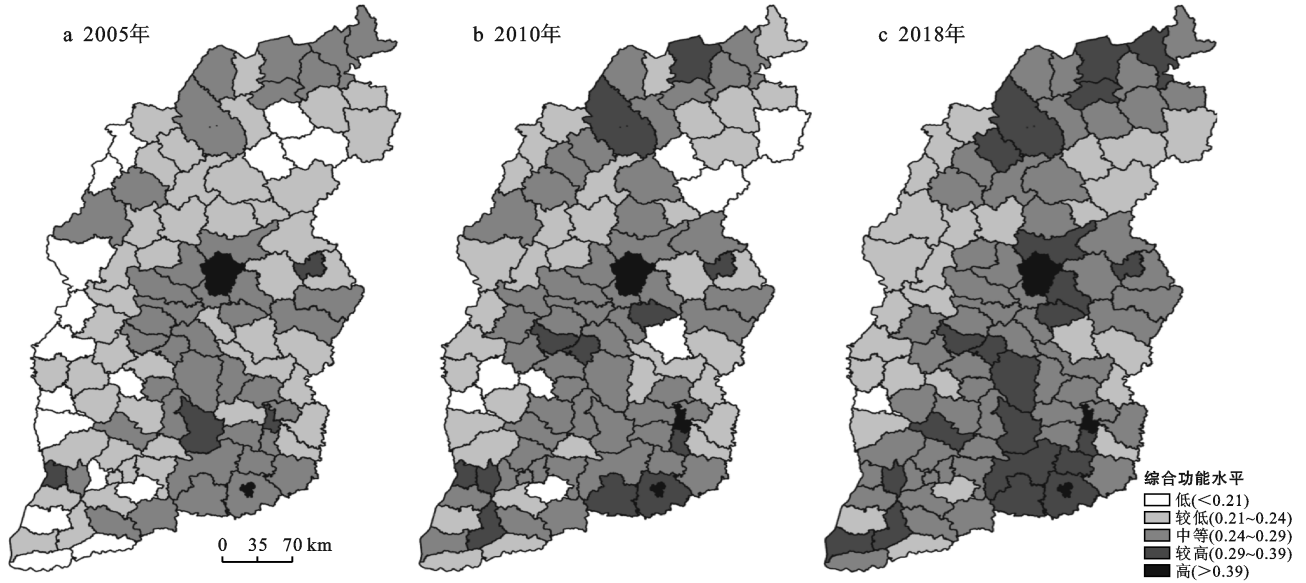 a 2005年
b 2010年
c 2018年
0 35 70 km
综合功能水平
低(<0.21)
较低(0.21~0.24)
中等(0.24~0.29)
较高(0.29~0.39)
高(>0.39)